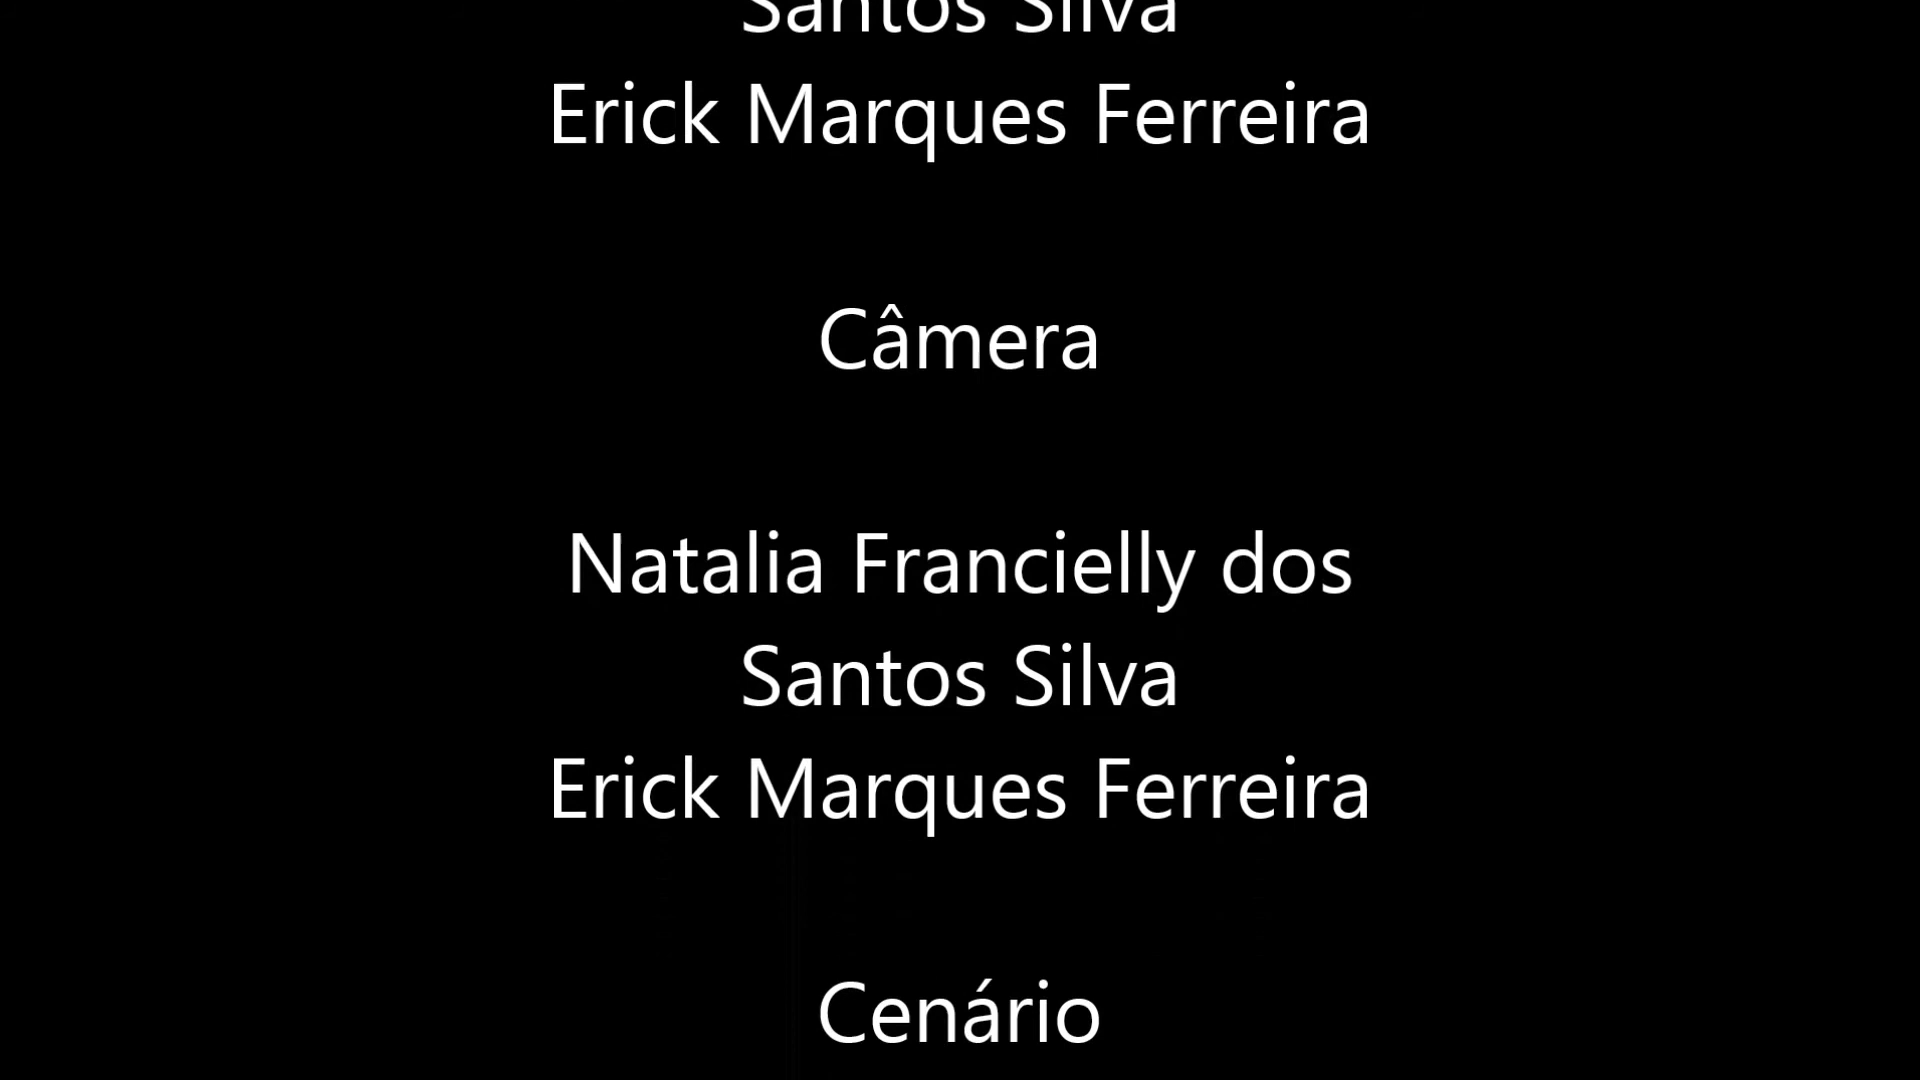 Santos Silva
Erick Marques Ferreira
Câmera
Natalia Francielly dos
Santos Silva
Erick Marques Ferreira
Cenário